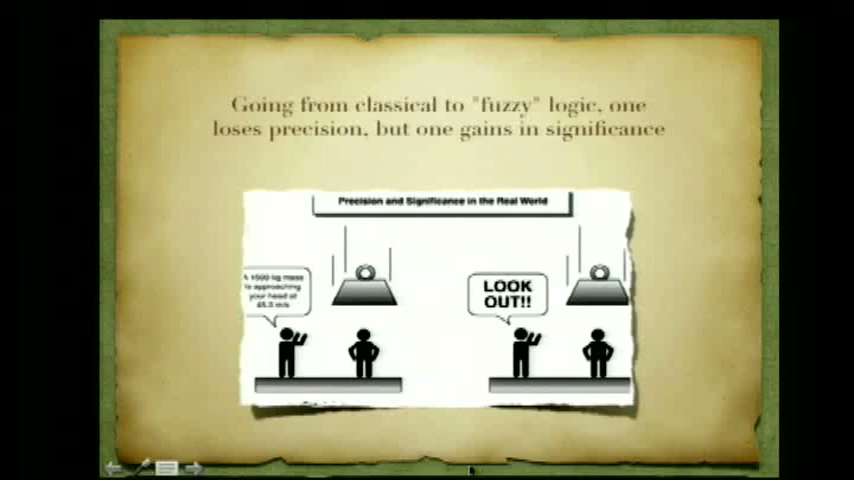 Going from classical to "fuzzy" logic, one
loses precision, but one gains in significance
Precision and Significance in the Real World
A 1500 kg mass
is approaching
your head at
45.3 m/s
LOOK
OUT!!